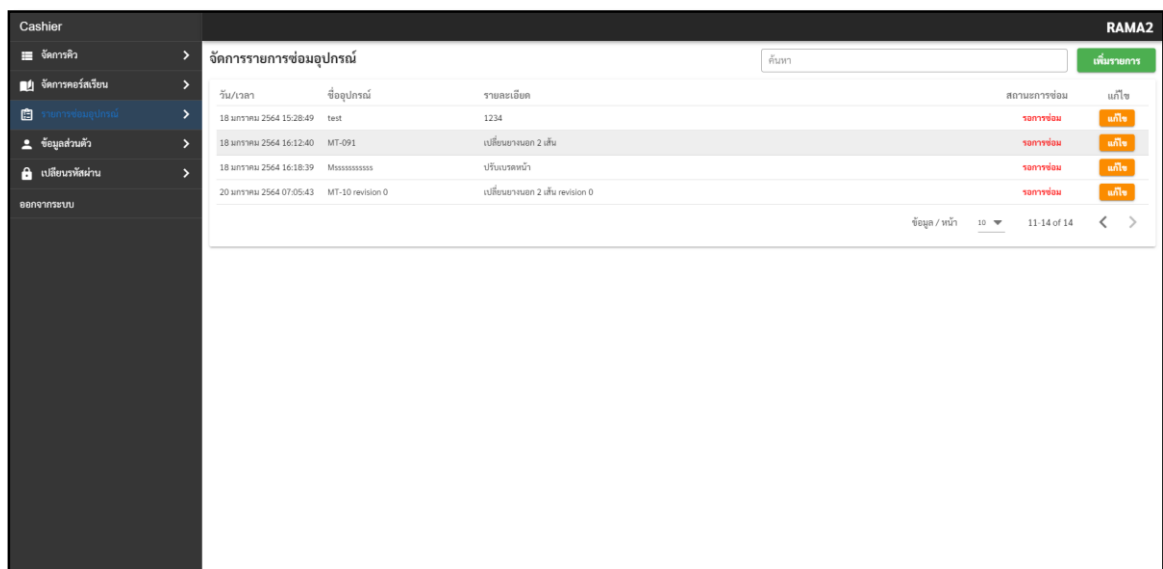 Cashier
RAMA2
จัดการคิว
จัดการคอร์สเรียน
รายการซ่อมอุปกรณ์
ข้อมูลส่วนตัว
เปลี่ยนรหัสผ่าน
ออกจากระบบ
จัดการรายการซ่อมอุปกรณ์
ค้นหา
เพิ่มรายการ
วัน/เวลา ชื่ออุปกรณ์ รายละเอียด สถานะการซ่อม แก้ไข
18 มกราคม 2564 15:28:49 test 1234 รอการซ่อม แก้ไข
18 มกราคม 2564 16:12:40 MT-091 เปลี่ยนยางนอก 2 เส้น รอการซ่อม แก้ไข
18 มกราคม 2564 16:18:39 Mssssssssssss ปรับเบรคหน้า รอการซ่อม แก้ไข
20 มกราคม 2564 07:05:43 MT-10 revision 0 เปลี่ยนยางนอก 2 เส้น revision 0 รอการซ่อม แก้ไข
ข้อมูล / หน้า 10 11-14 of 14